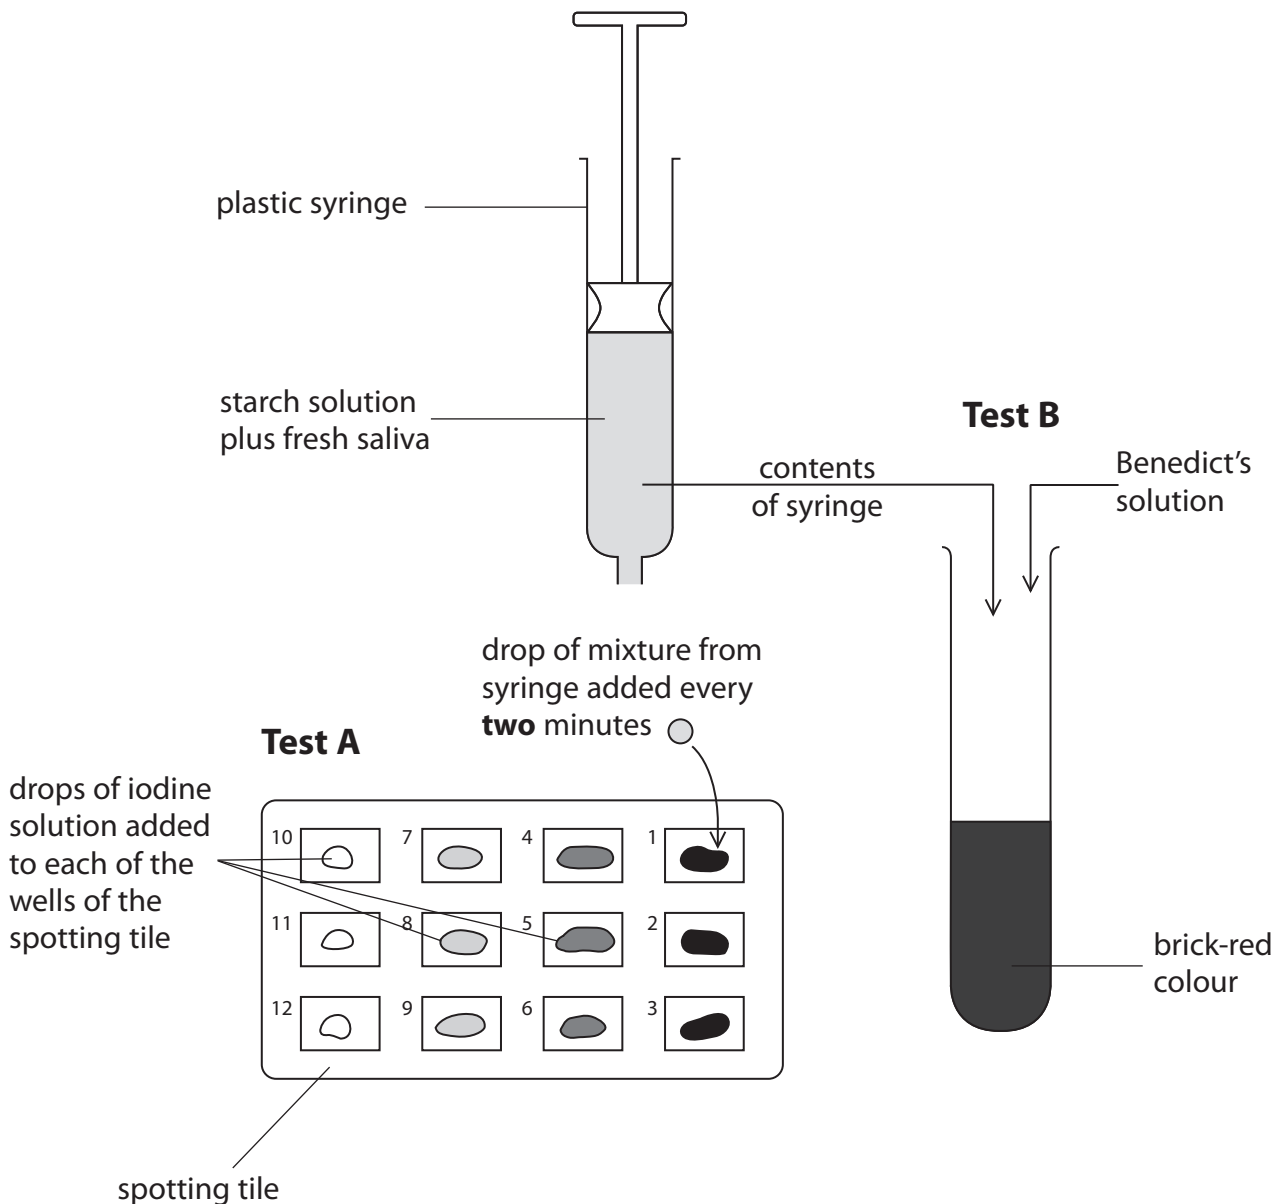 plastic syringe
starch solution
plus fresh saliva
Test B
contents
of syringe
Benedict's
solution
drop of mixture from
syringe added every
two minutes
Test A
drops of iodine
solution added
to each of the
wells of the
spotting tile
10 7 4 1
11 8 5 2
12 9 6 3
brick-red
colour
spotting tile